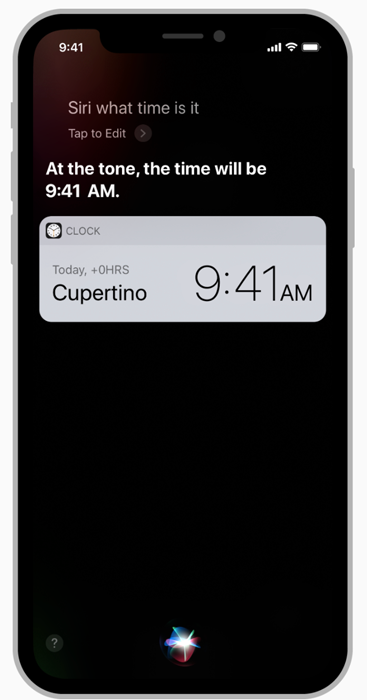 9:41
Siri what time is it
Tap to Edit
At the tone, the time will be
9:41 AM.
CLOCK
Today, +0HRS
Cupertino
9:41AM
?